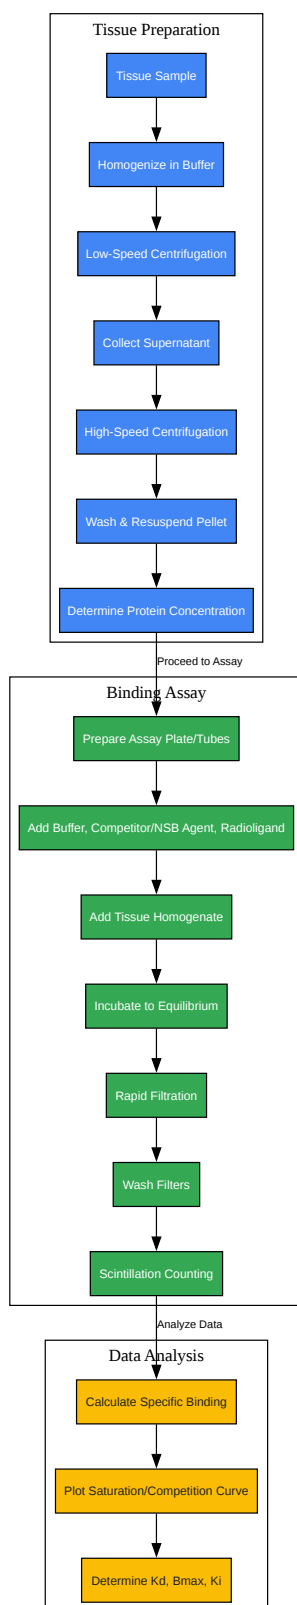 Tissue Preparation
Tissue Sample
Homogenize in Buffer
Low-Speed Centrifugation
Collect Supernatant
High-Speed Centrifugation
Wash & Resuspend Pellet
Determine Protein Concentration
Proceed to Assay
Binding Assay
Prepare Assay Plate/Tubes
Add Buffer, Competitor/NSB Agent, Radioligand
Add Tissue Homogenate
Incubate to Equilibrium
Rapid Filtration
Wash Filters
Scintillation Counting
Analyze Data
Data Analysis
Calculate Specific Binding
Plot Saturation/Competition Curve
Determine Kd, Bmax, Ki